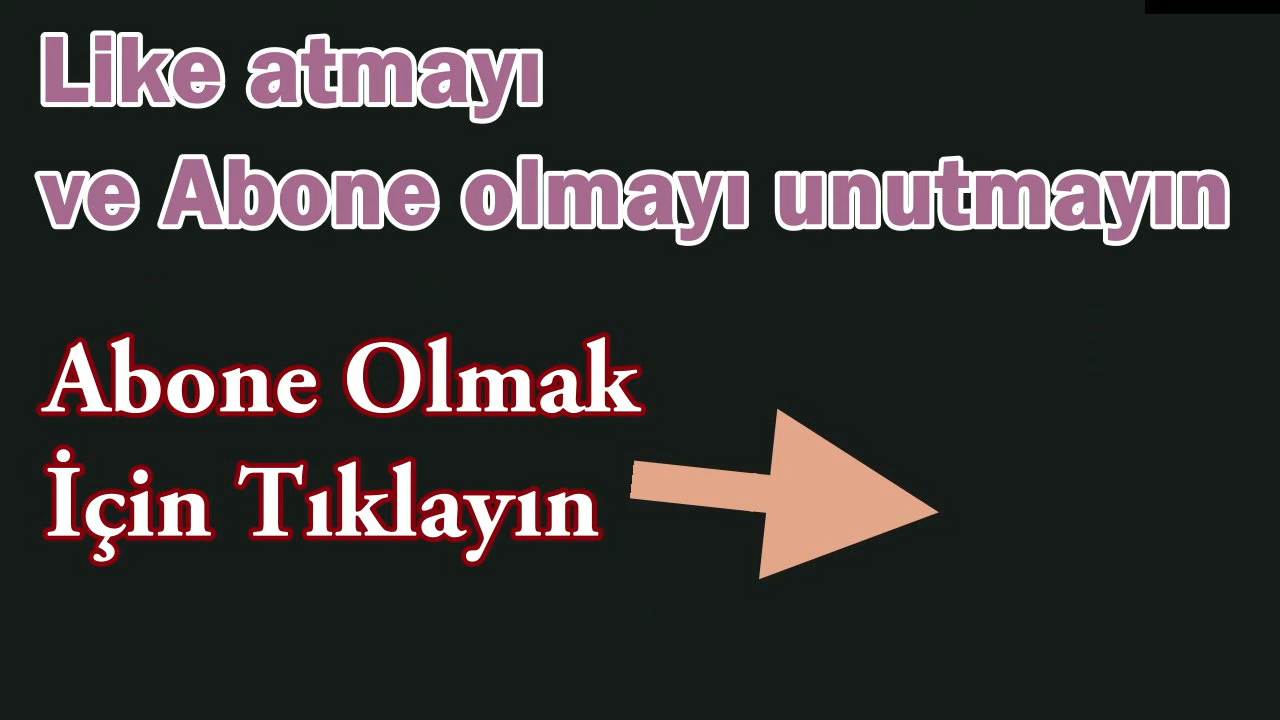 Like atmayı
ve Abone olmayı unutmayın
Abone Olmak
İçin Tıklayın